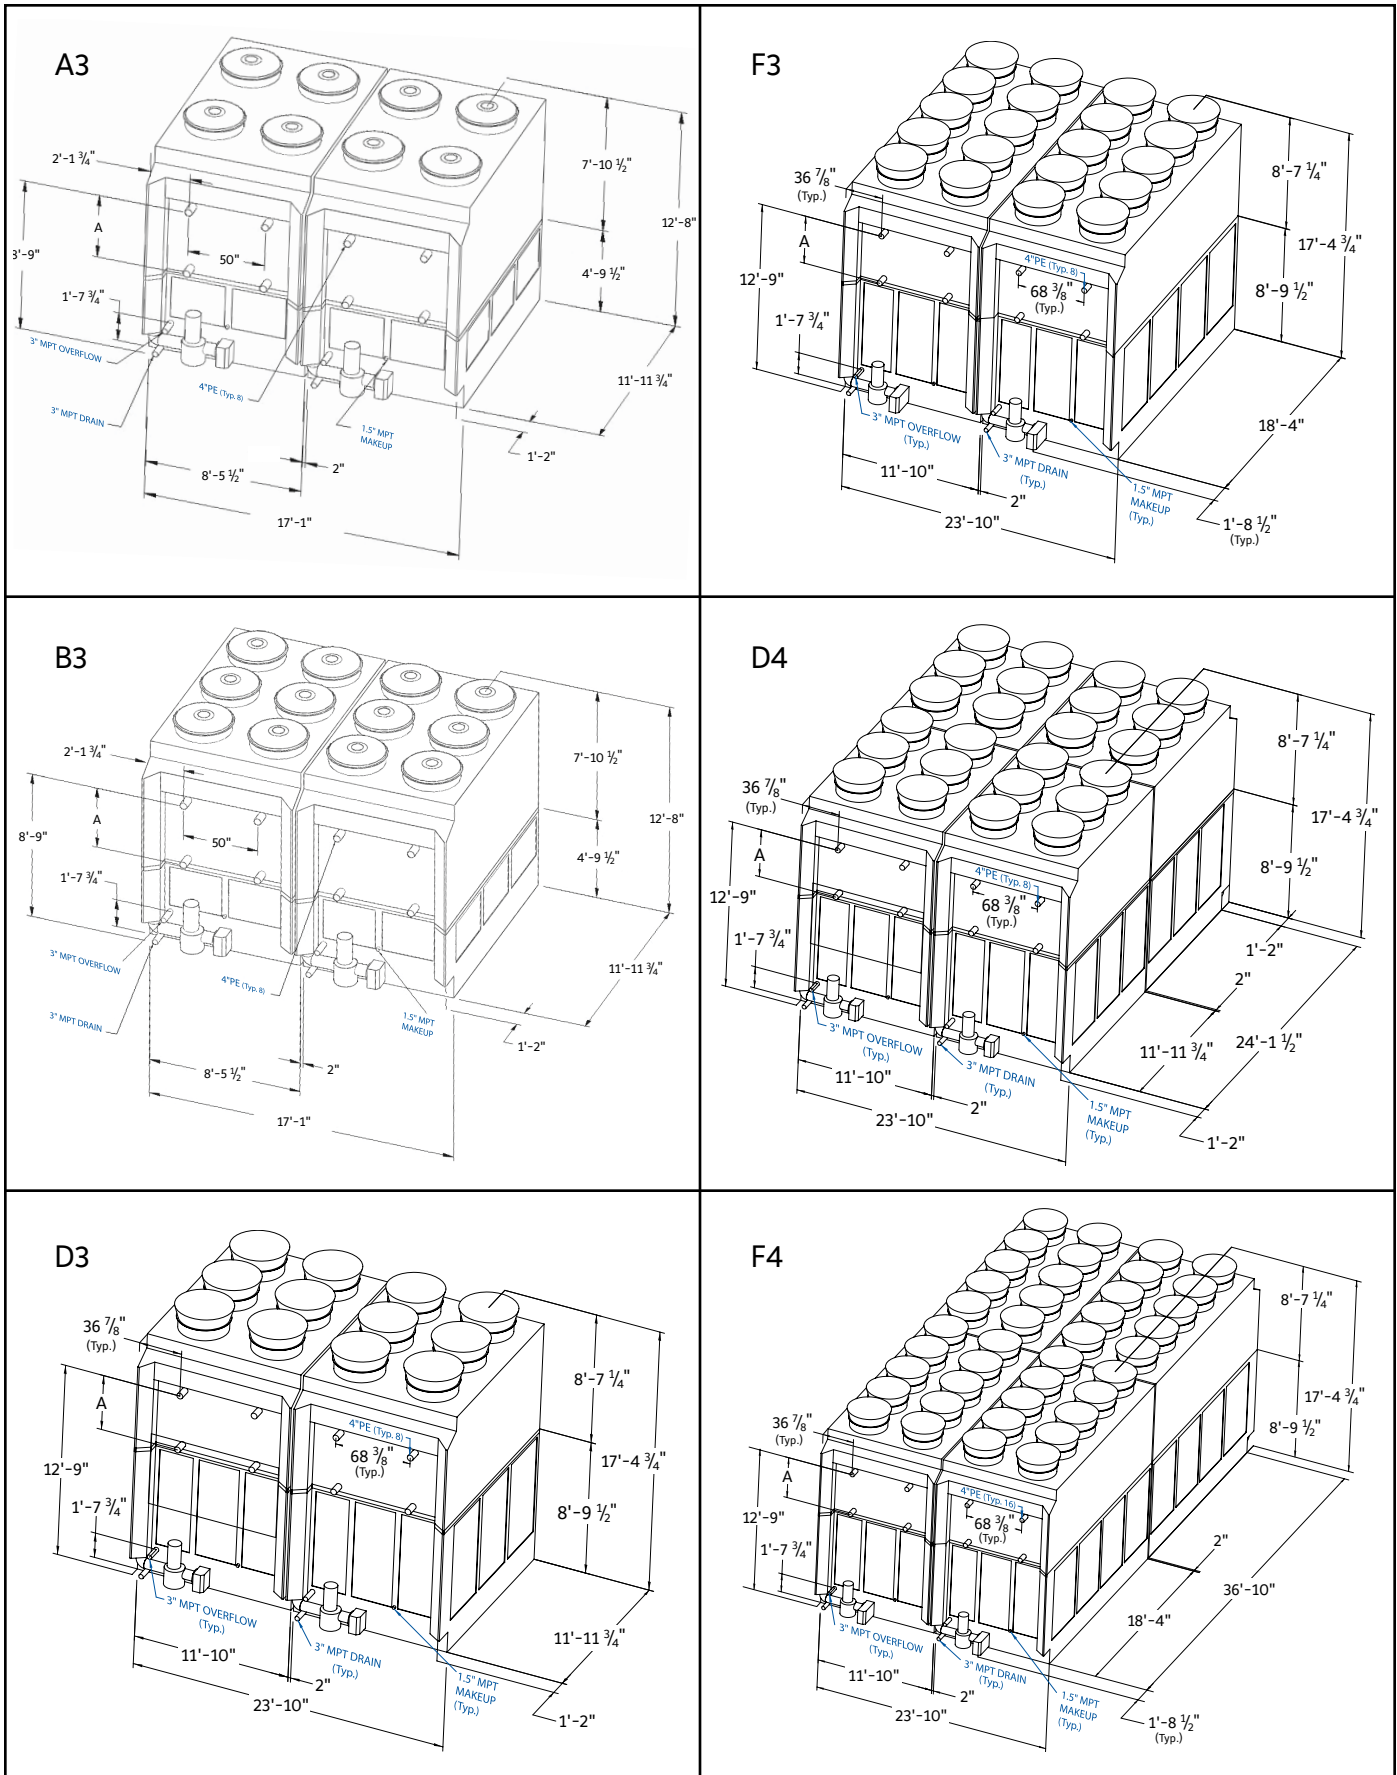 A3
2'-1 ¾"
7'-10 ½"
12'-8"
A
50"
4'-9 ½"
1'-7 ¾"
3" MPT OVERFLOW
4"PE (Typ. 8)
11'-11 ¾"
3" MPT DRAIN
1.5" MPT
MAKEUP
1'-2"
8'-5 ½"
2"
17'-1"
F3
36 ⅞"
(Typ.)
8'-7 ¼"
A
17'-4 ¾"
4"PE (Typ. 8)
12'-9"
68 ⅜"
(Typ.)
8'-9 ½"
1'-7 ¾"
3" MPT OVERFLOW
(Typ.)
18'-4"
3" MPT DRAIN
(Typ.)
11'-10"
1.5" MPT
MAKEUP
(Typ.)
2"
23'-10"
1'-8 ½"
(Typ.)
B3
2'-1 ¾"
7'-10 ½"
12'-8"
A
8'-9"
50"
4'-9 ½"
1'-7 ¾"
3" MPT OVERFLOW
4"PE (Typ. 8)
11'-11 ¾"
3" MPT DRAIN
1.5" MPT
MAKEUP
1'-2"
8'-5 ½"
2"
17'-1"
D4
8'-7 ¼"
36 ⅞"
(Typ.)
17'-4 ¾"
A
4"PE (Typ. 8)
8'-9 ½"
12'-9"
68 ⅜"
(Typ.)
1'-7 ¾"
1'-2"
2"
3" MPT OVERFLOW
(Typ.)
24'-1 ½"
11'-11 ¾"
3" MPT DRAIN
(Typ.)
11'-10"
2"
1.5" MPT
MAKEUP
(Typ.)
23'-10"
1'-2"
D3
36 ⅞"
(Typ.)
8'-7 ¼"
A
4"PE (Typ. 8)
68 ⅜"
(Typ.)
17'-4 ¾"
12'-9"
1'-7 ¾"
8'-9 ½"
3" MPT OVERFLOW
(Typ.)
11'-11 ¾"
3" MPT DRAIN
(Typ.)
11'-10"
1.5" MPT
MAKEUP
(Typ.)
2"
23'-10"
1'-2"
F4
8'-7 ¼"
17'-4 ¾"
36 ⅞"
(Typ.)
8'-9 ½"
A
4"PE (Typ. 16)
12'-9"
68 ⅜"
(Typ.)
1'-7 ¾"
2"
36'-10"
18'-4"
3" MPT OVERFLOW
(Typ.)
3" MPT DRAIN
(Typ.)
11'-10"
2"
1.5" MPT
MAKEUP
(Typ.)
23'-10"
1'-8 ½"
(Typ.)